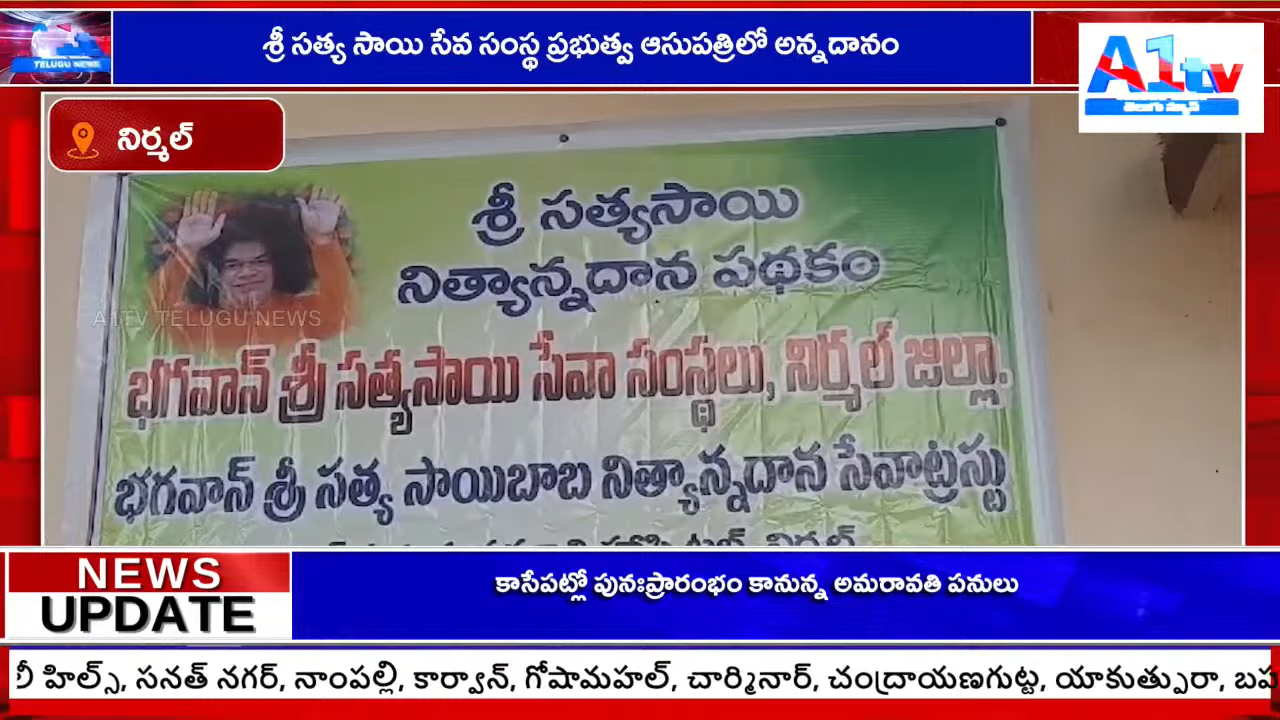 శ్రీ సత్య సాయి సేవ సంస్థ ప్రభుత్వ ఆసుపత్రిలో అన్నదానం
TELUGU NEWS
A1tv
తెలుగు న్యూస్
నిర్మల్
శ్రీ సత్యసాయి
నిత్యాన్నదాన పథకం
A1TV TELUGU NEWS
భగవాన్ శ్రీ సత్యసాయి సేవా సంస్థలు, నిర్మల్ జిల్లా.
భగవాన్ శ్రీ సత్య సాయిబాబ నిత్యాన్నదాన సేవాట్రస్టు
NEWS
UPDATE
కాసేపట్లో పునఃప్రారంభం కానున్న అమరావతి పనులు
హిల్స్, సనత్ నగర్, నాంపల్లి, కార్వాన్, గోషామహల్, చార్మినార్, చంద్రాయణగుట్ట, యాకుత్పురా,